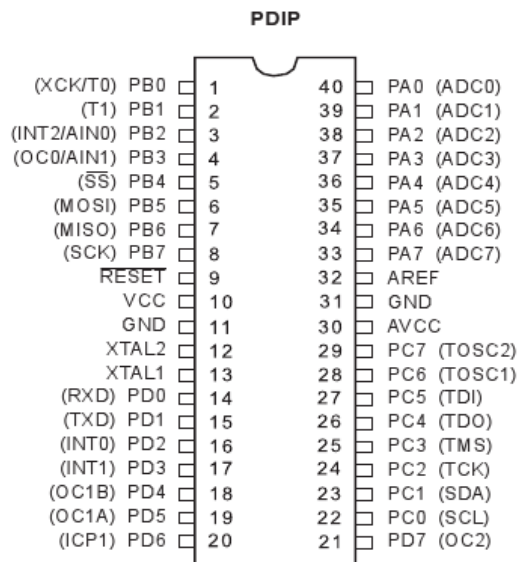 PDIP
(XCK/T0) PB0 1 40 PA0 (ADC0)
(T1) PB1 2 39 PA1 (ADC1)
(INT2/AIN0) PB2 3 38 PA2 (ADC2)
(OC0/AIN1) PB3 4 37 PA3 (ADC3)
(SS) PB4 5 36 PA4 (ADC4)
(MOSI) PB5 6 35 PA5 (ADC5)
(MISO) PB6 7 34 PA6 (ADC6)
(SCK) PB7 8 33 PA7 (ADC7)
RESET 9 32 AREF
VCC 10 31 GND
GND 11 30 AVCC
XTAL2 12 29 PC7 (TOSC2)
XTAL1 13 28 PC6 (TOSC1)
(RXD) PD0 14 27 PC5 (TDI)
(TXD) PD1 15 26 PC4 (TDO)
(INT0) PD2 16 25 PC3 (TMS)
(INT1) PD3 17 24 PC2 (TCK)
(OC1B) PD4 18 23 PC1 (SDA)
(OC1A) PD5 19 22 PC0 (SCL)
(ICP1) PD6 20 21 PD7 (OC2)